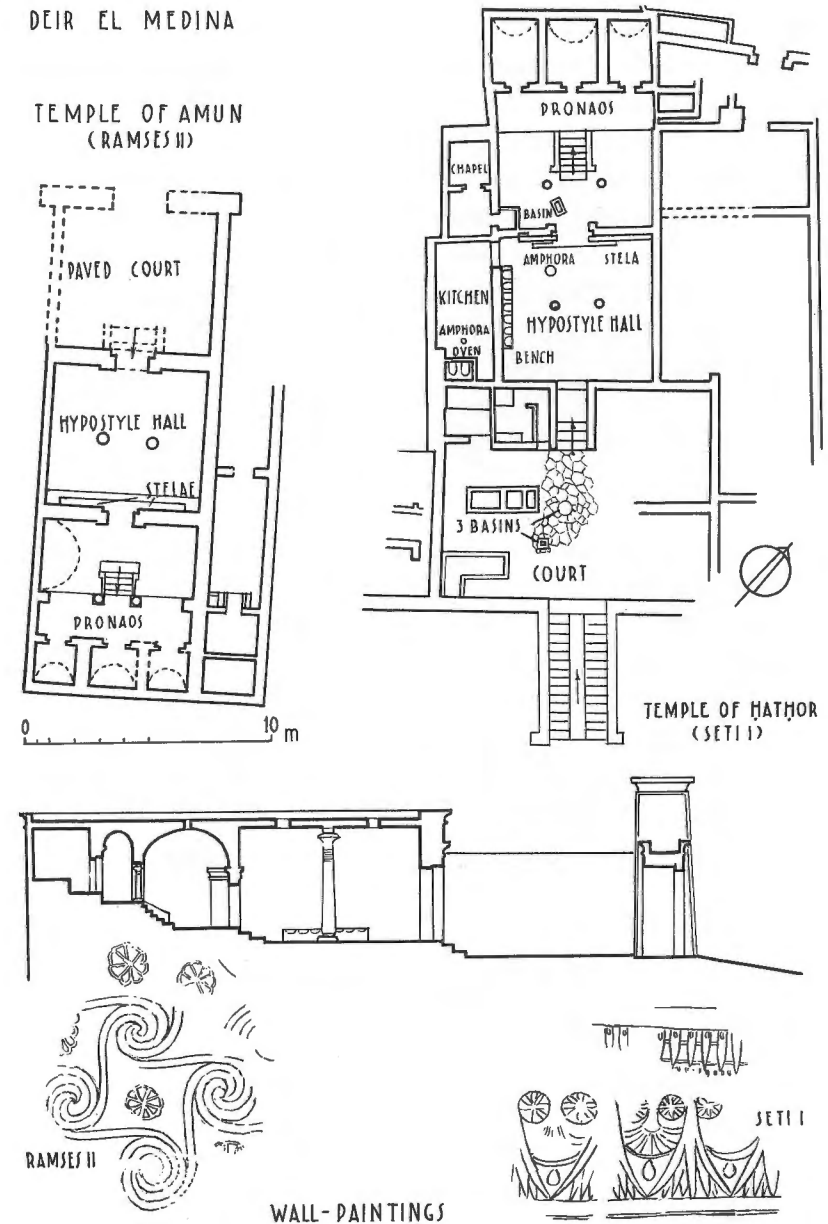 DEIR EL MEDINA
TEMPLE OF AMUN
(RAMSES II)
PAVED COURT
HYPOSTYLE HALL
STELAE
PRONAOS
0 10 m
PRONAOS
CHAPEL
BASIN
AMPHORA STELA
KITCHEN
HYPOSTYLE HALL
AMPHORA
OVEN
BENCH
3 BASINS
COURT
TEMPLE OF ḤATḤOR
(SETI I)
RAMSES II
SETI I
WALL-PAINTINGS